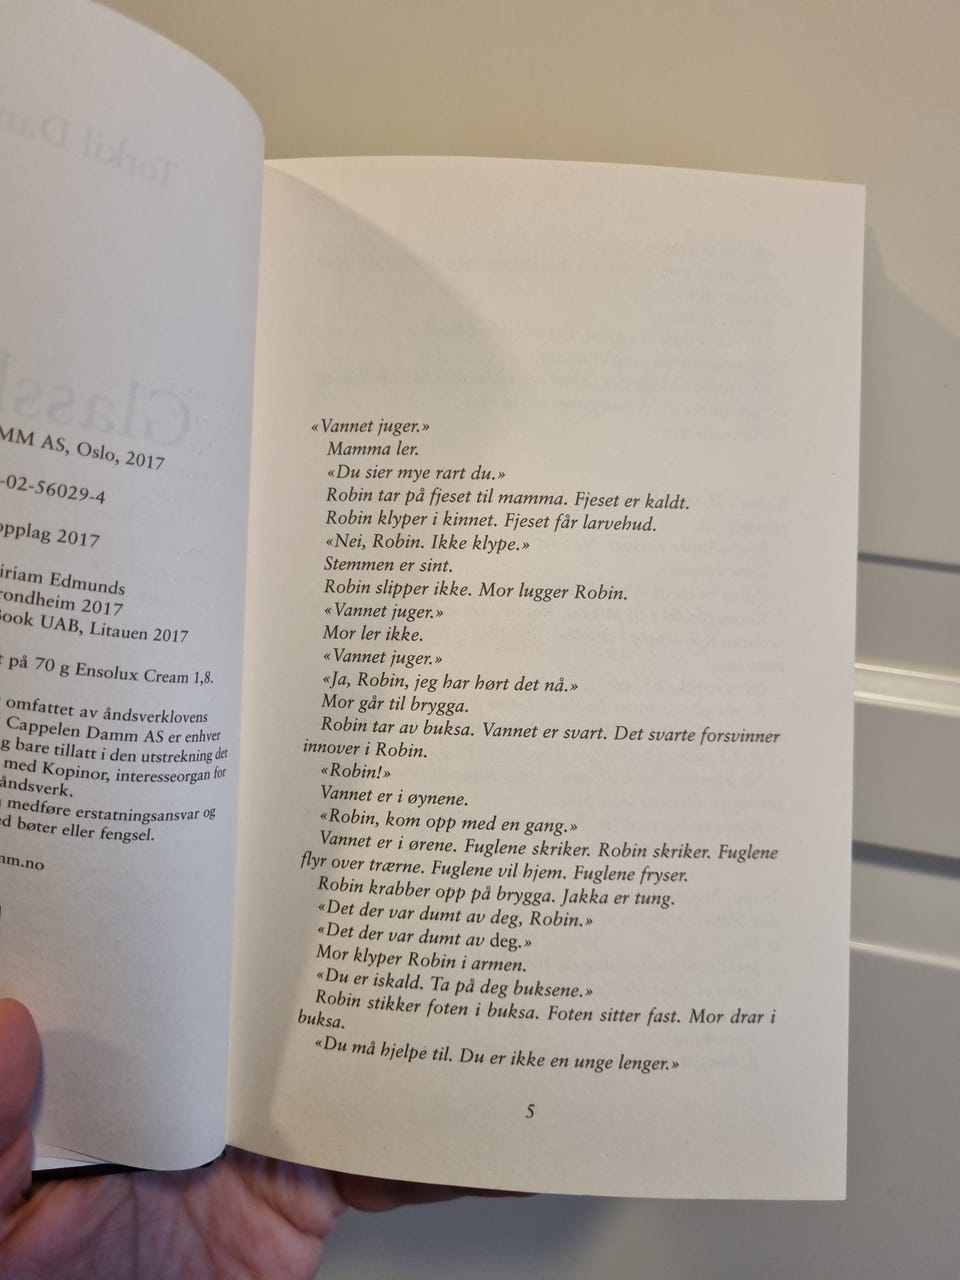 MM AS, Oslo, 2017
-02-56029-4
opplag 2017
iriam Edmunds
rondheim 2017
Book UAB, Litauen 2017
t på 70 g Ensolux Cream 1,8.
omfattet av åndsverklovens
Cappelen Damm AS er enhver
g bare tillatt i den utstrekning det
med Kopinor, interesseorgan for
åndsverk.
medføre erstatningsansvar og
d bøter eller fengsel.
mm.no
«Vannet juger.»
Mamma ler.
«Du sier mye rart du.»
Robin tar på fjeset til mamma. Fjeset er kaldt.
Robin klyper i kinnet. Fjeset får larvehud.
«Nei, Robin. Ikke klype.»
Stemmen er sint.
Robin slipper ikke. Mor lugger Robin.
«Vannet juger.»
Mor ler ikke.
«Vannet juger.»
«Ja, Robin, jeg har hørt det nå.»
Mor går til brygga.
Robin tar av buksa. Vannet er svart. Det svarte forsvinner
innover i Robin.
«Robin!»
Vannet er i øynene.
«Robin, kom opp med en gang.»
Vannet er i ørene. Fuglene skriker. Robin skriker. Fuglene
flyr over trærne. Fuglene vil hjem. Fuglene fryser.
Robin krabber opp på brygga. Jakka er tung.
«Det der var dumt av deg, Robin.»
«Det der var dumt av deg.»
Mor klyper Robin i armen.
«Du er iskald. Ta på deg buksene.»
Robin stikker foten i buksa. Foten sitter fast. Mor drar i
buksa.
«Du må hjelpe til. Du er ikke en unge lenger.»
5